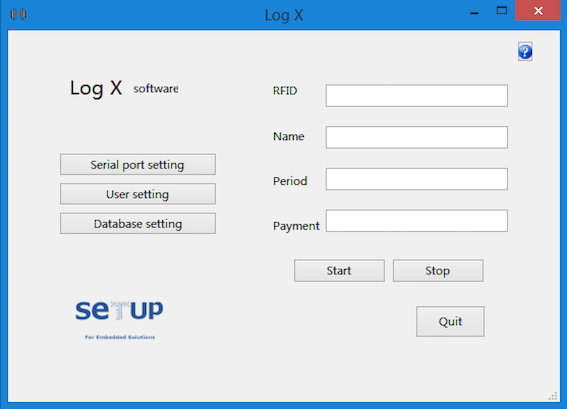 Log X
Log X software
Serial port setting
User setting
Database setting
seTup
For Embedded Solutions
RFID
Name
Period
Payment
Start
Stop
Quit